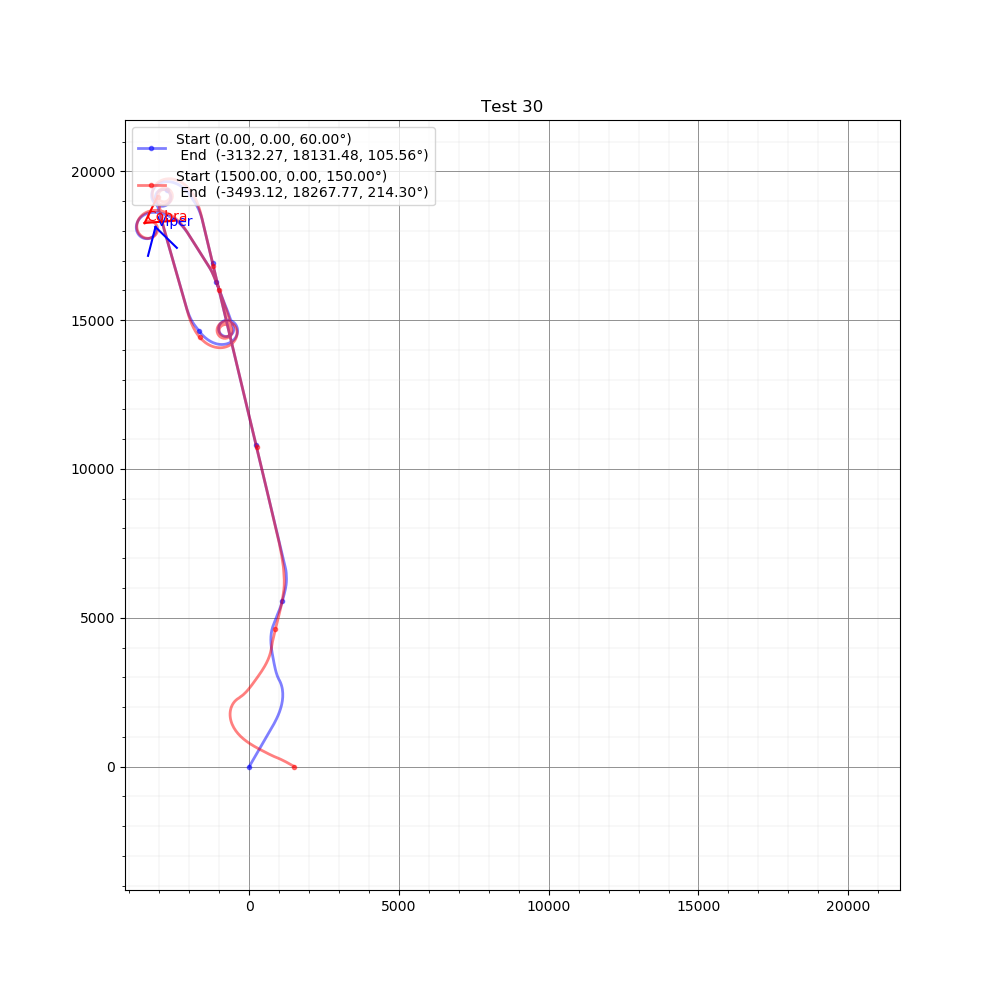 Test 30
Start (0.00, 0.00, 60.00°)
End (-3132.27, 18131.48, 105.56°)
Start (1500.00, 0.00, 150.00°)
End (-3493.12, 18267.77, 214.30°)
20000
15000
10000
5000
0
0 5000 10000 15000 20000